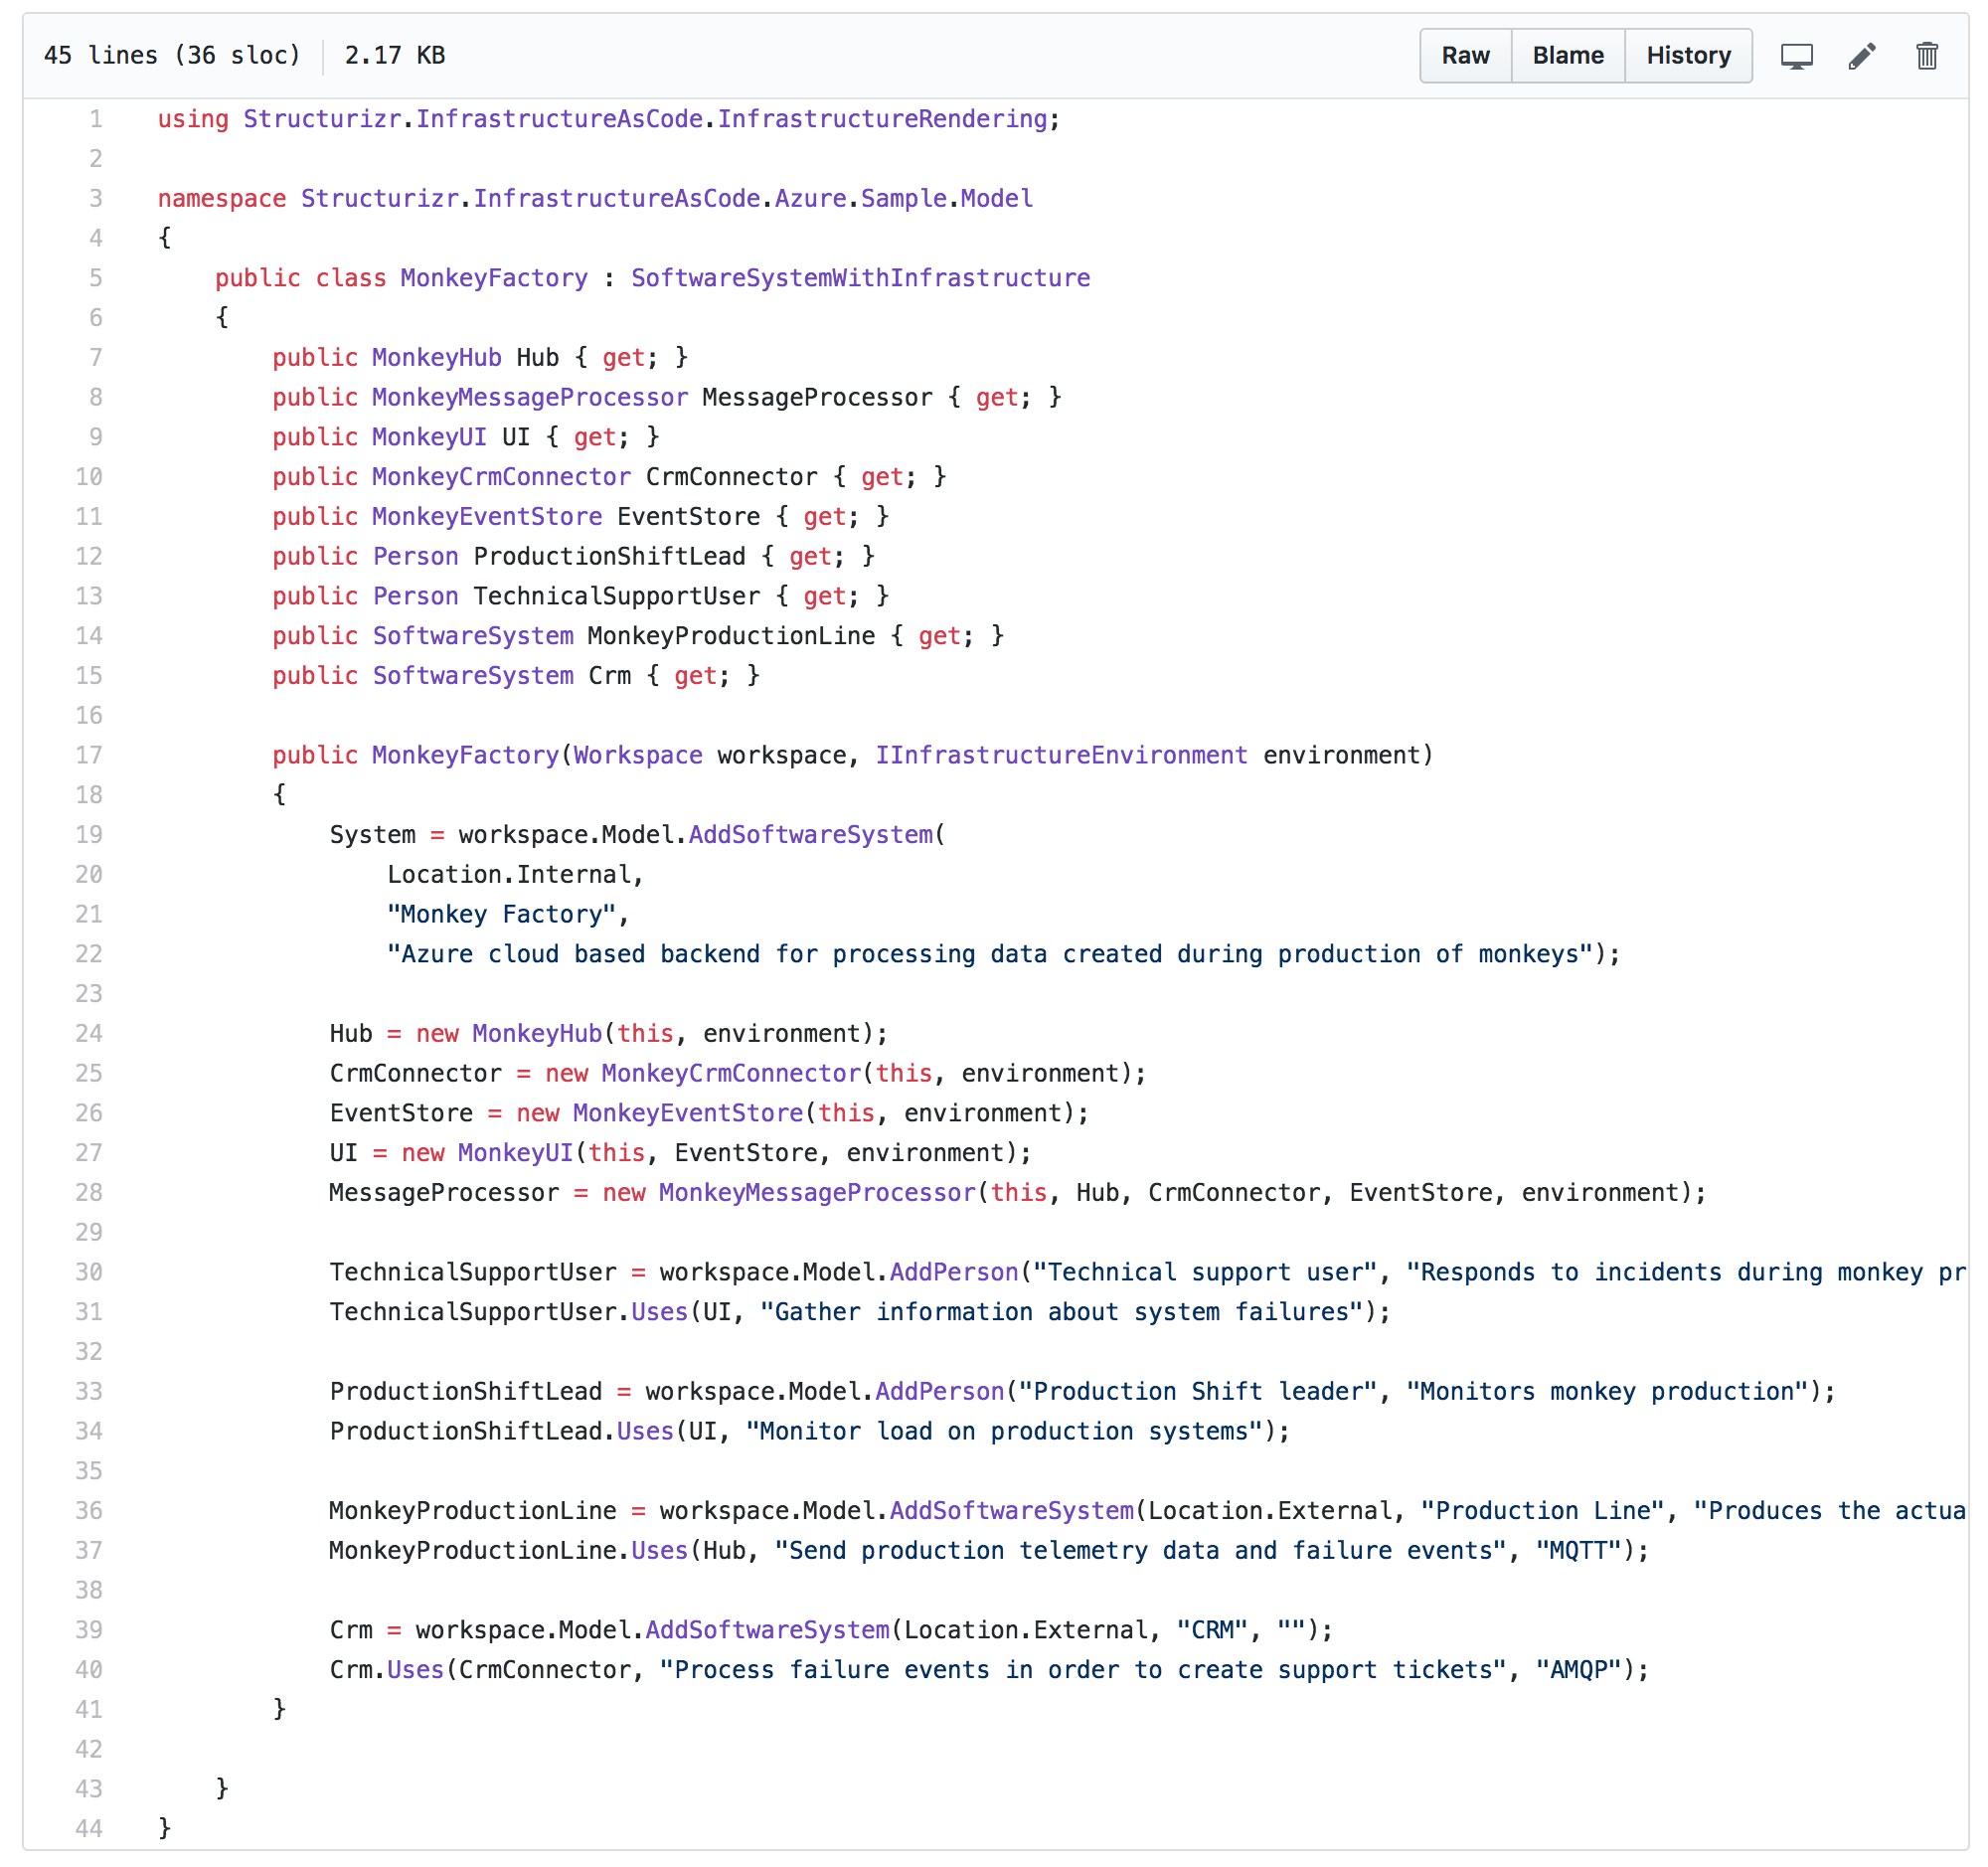 45 lines (36 sloc) 2.17 KB Raw Blame History
1 using Structurizr.InfrastructureAsCode.InfrastructureRendering;
2
3 namespace Structurizr.InfrastructureAsCode.Azure.Sample.Model
4 {
5 public class MonkeyFactory : SoftwareSystemWithInfrastructure
6 {
7 public MonkeyHub Hub { get; }
8 public MonkeyMessageProcessor MessageProcessor { get; }
9 public MonkeyUI UI { get; }
10 public MonkeyCrmConnector CrmConnector { get; }
11 public MonkeyEventStore EventStore { get; }
12 public Person ProductionShiftLead { get; }
13 public Person TechnicalSupportUser { get; }
14 public SoftwareSystem MonkeyProductionLine { get; }
15 public SoftwareSystem Crm { get; }
16
17 public MonkeyFactory(Workspace workspace, IInfrastructureEnvironment environment)
18 {
19 System = workspace.Model.AddSoftwareSystem(
20 Location.Internal,
21 "Monkey Factory",
22 "Azure cloud based backend for processing data created during production of monkeys");
23
24 Hub = new MonkeyHub(this, environment);
25 CrmConnector = new MonkeyCrmConnector(this, environment);
26 EventStore = new MonkeyEventStore(this, environment);
27 UI = new MonkeyUI(this, EventStore, environment);
28 MessageProcessor = new MonkeyMessageProcessor(this, Hub, CrmConnector, EventStore, environment);
29
30 TechnicalSupportUser = workspace.Model.AddPerson("Technical support user", "Responds to incidents during monkey pr
31 TechnicalSupportUser.Uses(UI, "Gather information about system failures");
32
33 ProductionShiftLead = workspace.Model.AddPerson("Production Shift leader", "Monitors monkey production");
34 ProductionShiftLead.Uses(UI, "Monitor load on production systems");
35
36 MonkeyProductionLine = workspace.Model.AddSoftwareSystem(Location.External, "Production Line", "Produces the actua
37 MonkeyProductionLine.Uses(Hub, "Send production telemetry data and failure events", "MQTT");
38
39 Crm = workspace.Model.AddSoftwareSystem(Location.External, "CRM", "");
40 Crm.Uses(CrmConnector, "Process failure events in order to create support tickets", "AMQP");
41 }
42
43 }
44 }